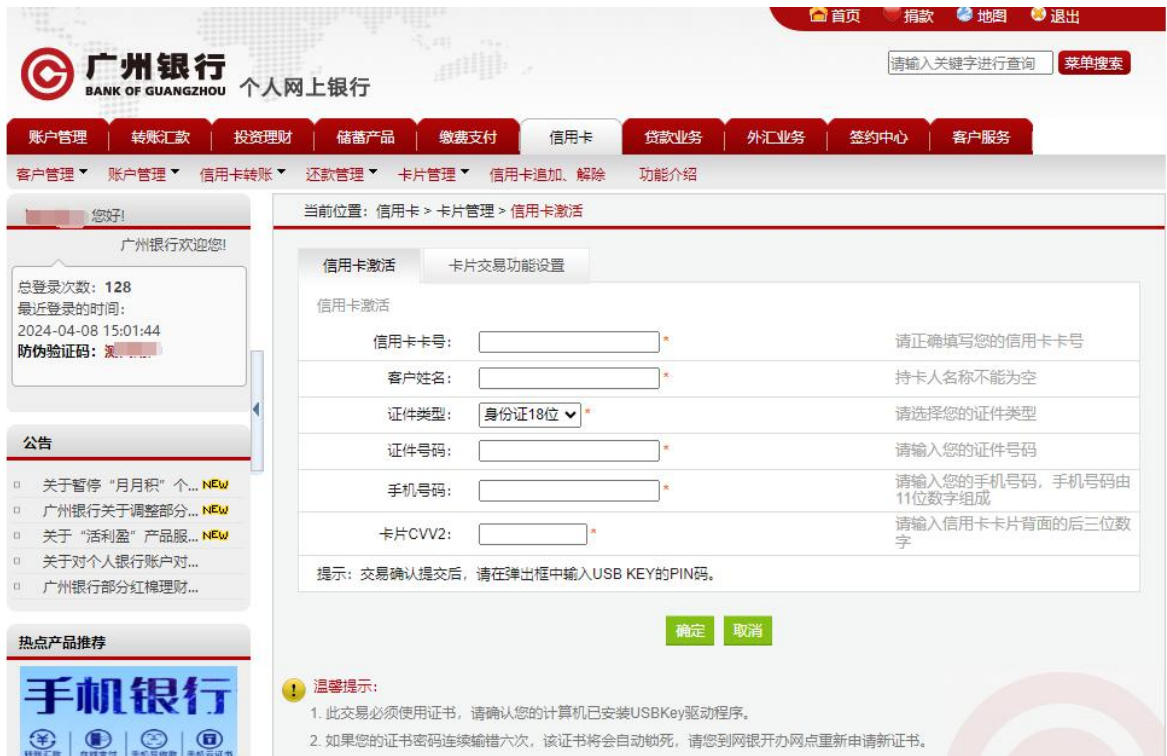 首页 捐款 地图 退出
广州银行
BANK OF GUANGZHOU
个人网上银行
请输入关键字进行查询 菜单搜索
账户管理 转账汇款 投资理财 储蓄产品 缴费支付 信用卡 贷款业务 外汇业务 签约中心 客户服务
客户管理 账户管理 信用卡转账 还款管理 卡片管理 信用卡追加、解除 功能介绍
您好!
广州银行欢迎您!
总登录次数: 128
最近登录的时间:
2024-04-08 15:01:44
防伪验证码:
公告
关于暂停“月月积”个... NEW
广州银行关于调整部分... NEW
关于“活利盈”产品服... NEW
关于对个人银行账户对...
广州银行部分红棉理财...
热点产品推荐
手机银行
当前位置: 信用卡 > 卡片管理 > 信用卡激活
信用卡激活 卡片交易功能设置
信用卡激活
信用卡卡号: * 请正确填写您的信用卡卡号
客户姓名: * 持卡人名称不能为空
证件类型: 身份证18位 * 请选择您的证件类型
证件号码: * 请输入您的证件号码
手机号码: * 请输入您的手机号码,手机号码由
11位数字组成
卡片CVV2: * 请输入信用卡卡片背面的后三位数
字
提示: 交易确认提交后,请在弹出框中输入USB KEY的PIN码。
确定 取消
温馨提示:
1. 此交易必须使用证书,请确认您的计算机已安装USBKey驱动程序。
2. 如果您的证书密码连续输错六次,该证书将会自动锁死,请您到网银开办网点重新申请新证书。